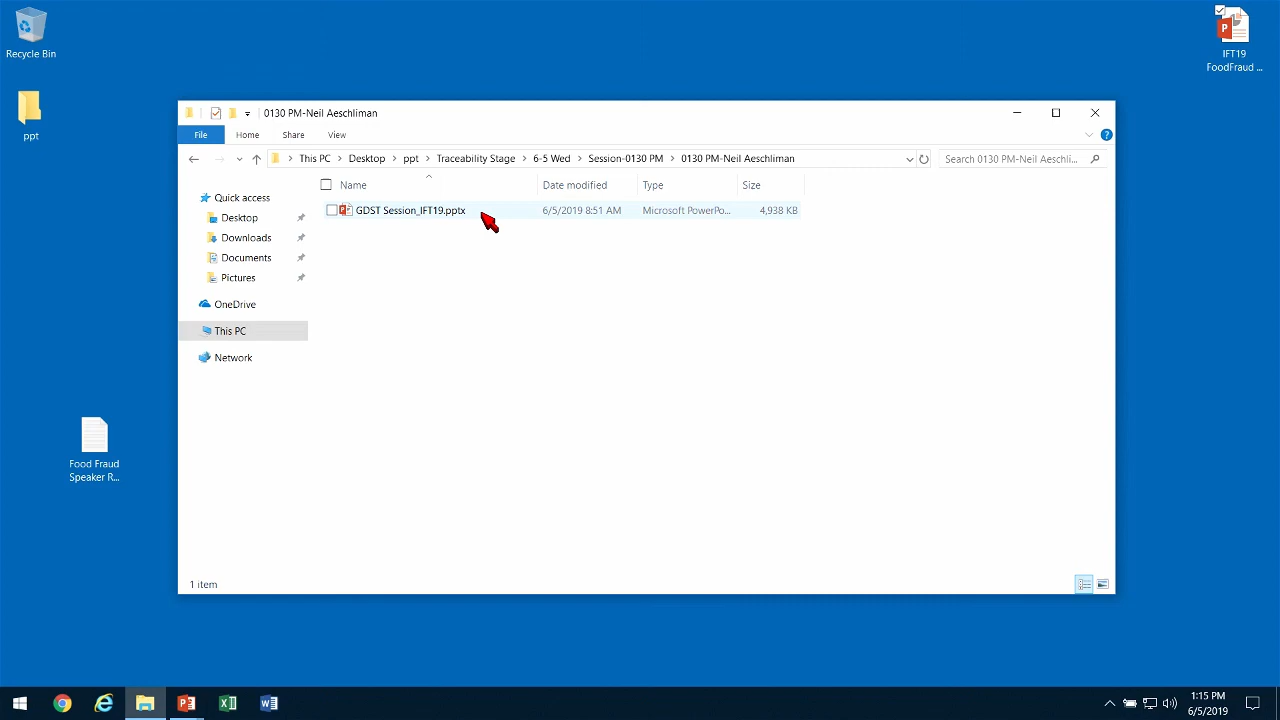 Recycle Bin
IFT19
FoodFraud ...
ppt
0130 PM-Neil Aeschliman
File Home Share View
This PC Desktop ppt Traceability Stage 6-5 Wed Session-0130 PM 0130 PM-Neil Aeschliman Search 0130 PM-Neil Aeschli...
Name Date modified Type Size
GDST Session_IFT19.pptx 6/5/2019 8:51 AM Microsoft PowerPo... 4,938 KB
Quick access
Desktop
Downloads
Documents
Pictures
OneDrive
This PC
Network
Food Fraud
Speaker R...
1 item
1:15 PM
6/5/2019